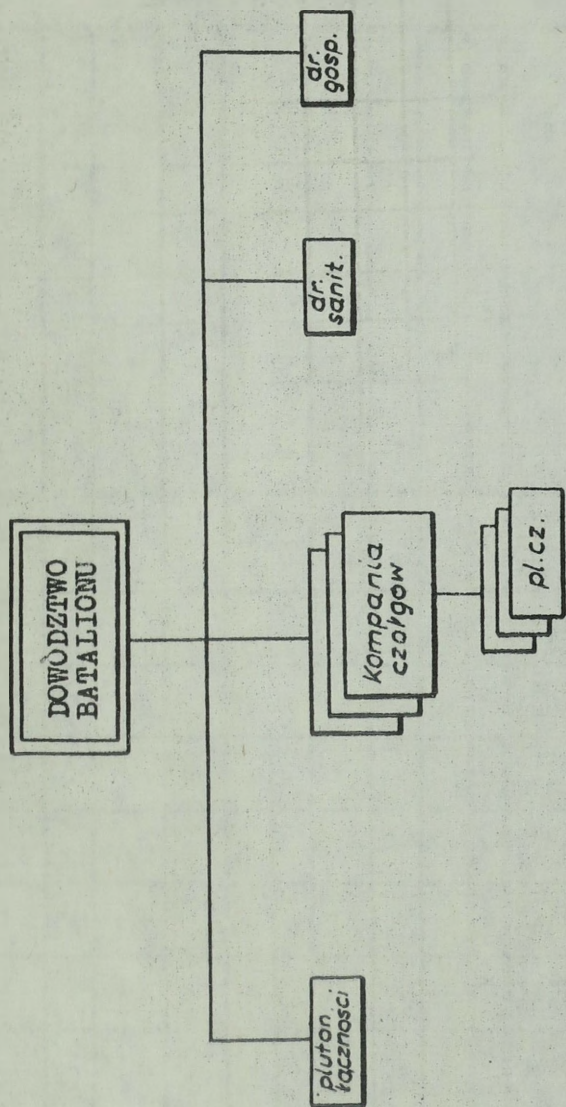 DOWÓDZTWO
BATALIONU
pluton
łączności
Kompania
czołgów
dr.
sanit.
dr.
gosp.
pl.cz.